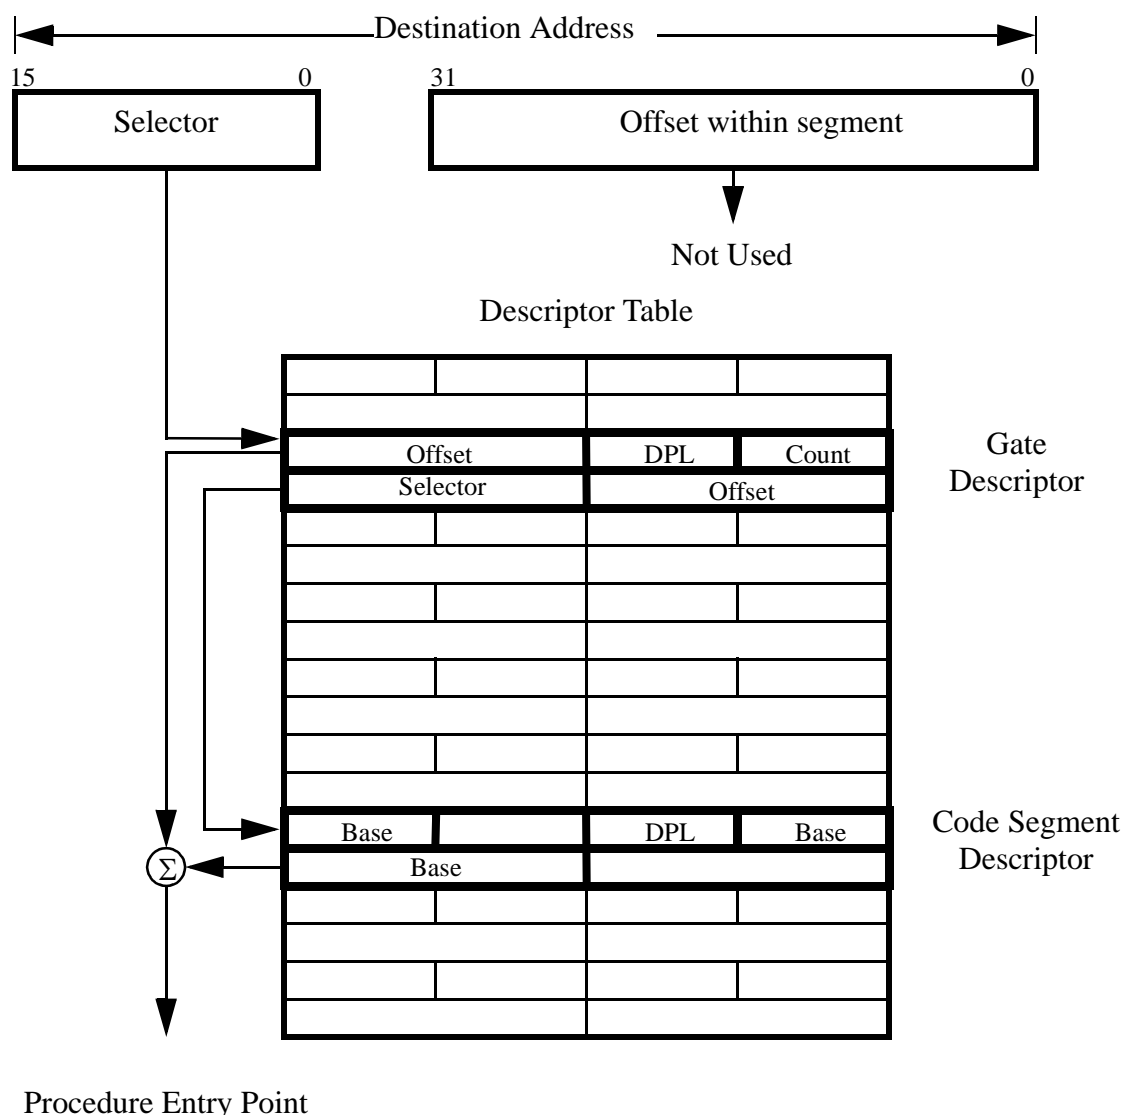 Destination Address
15 0 31 0
Selector Offset within segment
Not Used
Descriptor Table
Offset DPL Count
Selector Offset
Gate
Descriptor
Base DPL Base
Base
Code Segment
Descriptor
Σ
Procedure Entry Point